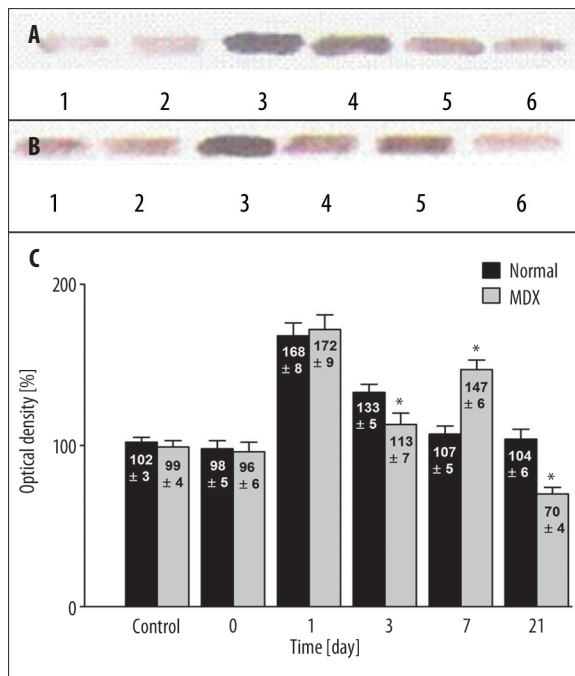 A
1 2 3 4 5 6
B
1 2 3 4 5 6
C
Normal
MDX
Optical density [%]
200
100
0
102 ± 3
99 ± 4
98 ± 5
96 ± 6
168 ± 8
172 ± 9
133 ± 5
*
113 ± 7
107 ± 5
*
147 ± 6
104 ± 6
*
70 ± 4
Control 0 1 3 7 21
Time [day]